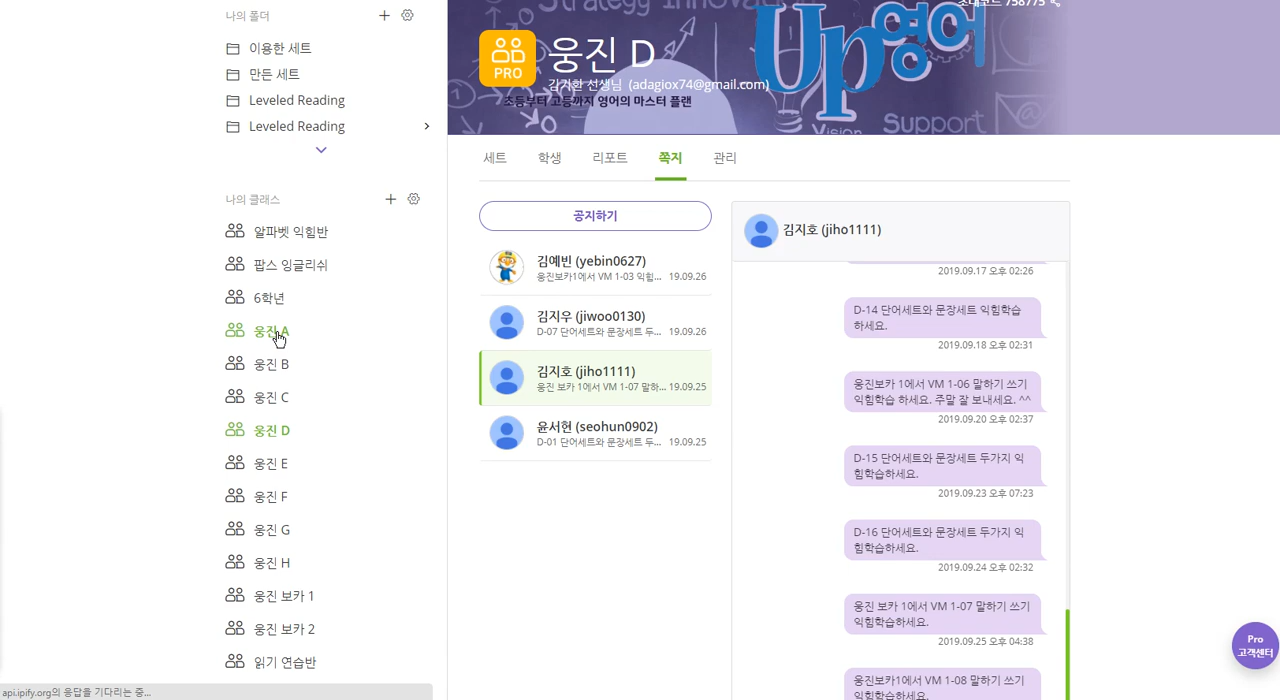 나의 폴더
이용한 세트
만든 세트
Leveled Reading
Leveled Reading
나의 클래스
알파벳 익힘반
팝스 잉글리쉬
6학년
웅진 A
웅진 B
웅진 C
웅진 D
웅진 E
웅진 F
웅진 G
웅진 H
웅진 보카 1
웅진 보카 2
읽기 연습반
api.ipify.org의 응답을 기다리는 중...
Strategy Innovation
초대코드 758775
PRO
웅진 D
김기환 선생님 (adagiox74@gmail.com)
초등부터 고등까지 영어의 마스터 플랜
Up영어
Vision
Support
세트 학생 리포트 쪽지 관리
공지하기
김예빈 (yebin0627)
웅진보카1에서 VM 1-03 익힘... 19.09.26
김지우 (jiwoo0130)
D-07 단어세트와 문장세트 두... 19.09.26
김지호 (jiho1111)
웅진 보카 1에서 VM 1-07 말하... 19.09.25
윤서현 (seohun0902)
D-01 단어세트와 문장세트 두... 19.09.25
김지호 (jiho1111)
2019.09.17 오후 02:26
D-14 단어세트와 문장세트 익힘학습
하세요.
2019.09.18 오후 02:31
웅진보카 1에서 VM 1-06 말하기 쓰기
익힘학습 하세요. 주말 잘 보내세요. ^^
2019.09.20 오후 02:37
D-15 단어세트와 문장세트 두가지 익
힘학습하세요.
2019.09.23 오후 07:23
D-16 단어세트와 문장세트 두가지 익
힘학습하세요.
2019.09.24 오후 02:32
웅진 보카 1에서 VM 1-07 말하기 쓰기
익힘학습하세요.
2019.09.25 오후 04:38
웅진보카1에서 VM 1-08 말하기 쓰기
익힘학습하세요.
Pro
고객센터